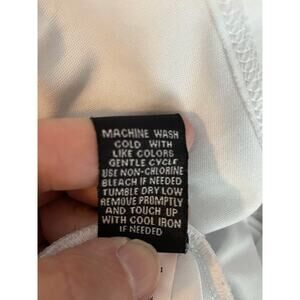 MACHINE WASH
COLD WITH
LIKE COLORS
GENTLE CYCLE
USE NON-CHLORINE
BLEACH IF NEEDED
TUMBLE DRY LOW
REMOVE PROMPTLY
AND TOUCH UP
WITH COOL IRON
IF NEEDED